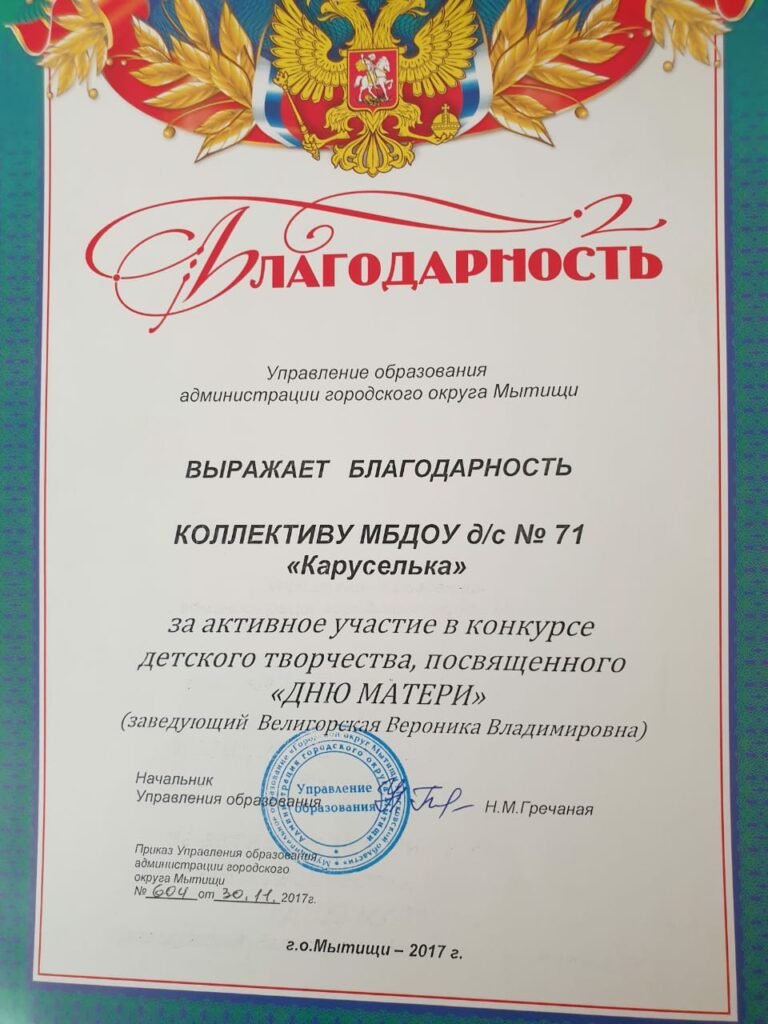 Благодарность
Управление образования
администрации городского округа Мытищи
ВЫРАЖАЕТ БЛАГОДАРНОСТЬ
КОЛЛЕКТИВУ МБДОУ д/с № 71
«Каруселька»
за активное участие в конкурсе
детского творчества, посвященного
«ДНЮ МАТЕРИ»
(заведующий Велигорская Вероника Владимировна)
Начальник
Управления образования
Н.М.Гречаная
Управление
образования
Приказ Управления образования
администрации городского
округа Мытищи
№ 604 от 30.11.2017г.
г.о.Мытищи – 2017 г.